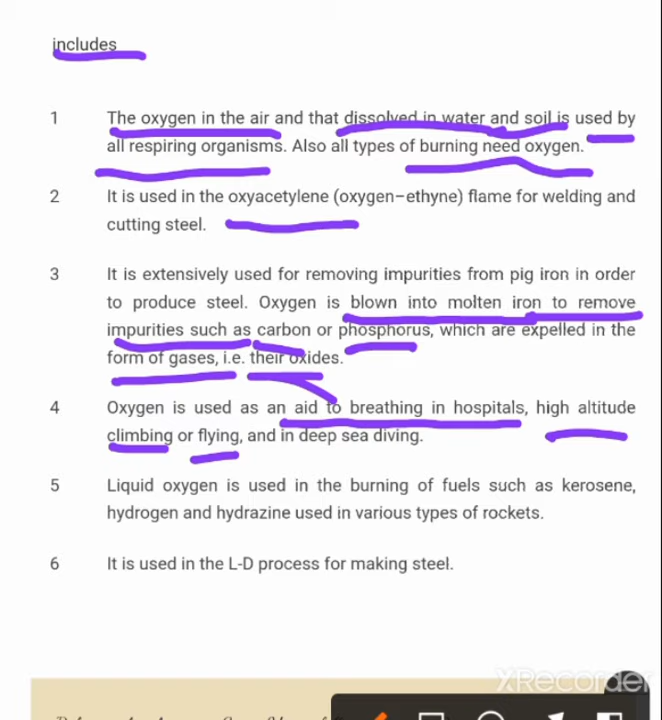 includes
1 The oxygen in the air and that dissolved in water and soil is used by
all respiring organisms. Also all types of burning need oxygen.
2 It is used in the oxyacetylene (oxygen–ethyne) flame for welding and
cutting steel.
3 It is extensively used for removing impurities from pig iron in order
to produce steel. Oxygen is blown into molten iron to remove
impurities such as carbon or phosphorus, which are expelled in the
form of gases, i.e. their oxides.
4 Oxygen is used as an aid to breathing in hospitals, high altitude
climbing or flying, and in deep sea diving.
5 Liquid oxygen is used in the burning of fuels such as kerosene,
hydrogen and hydrazine used in various types of rockets.
6 It is used in the L-D process for making steel.
XRecorder